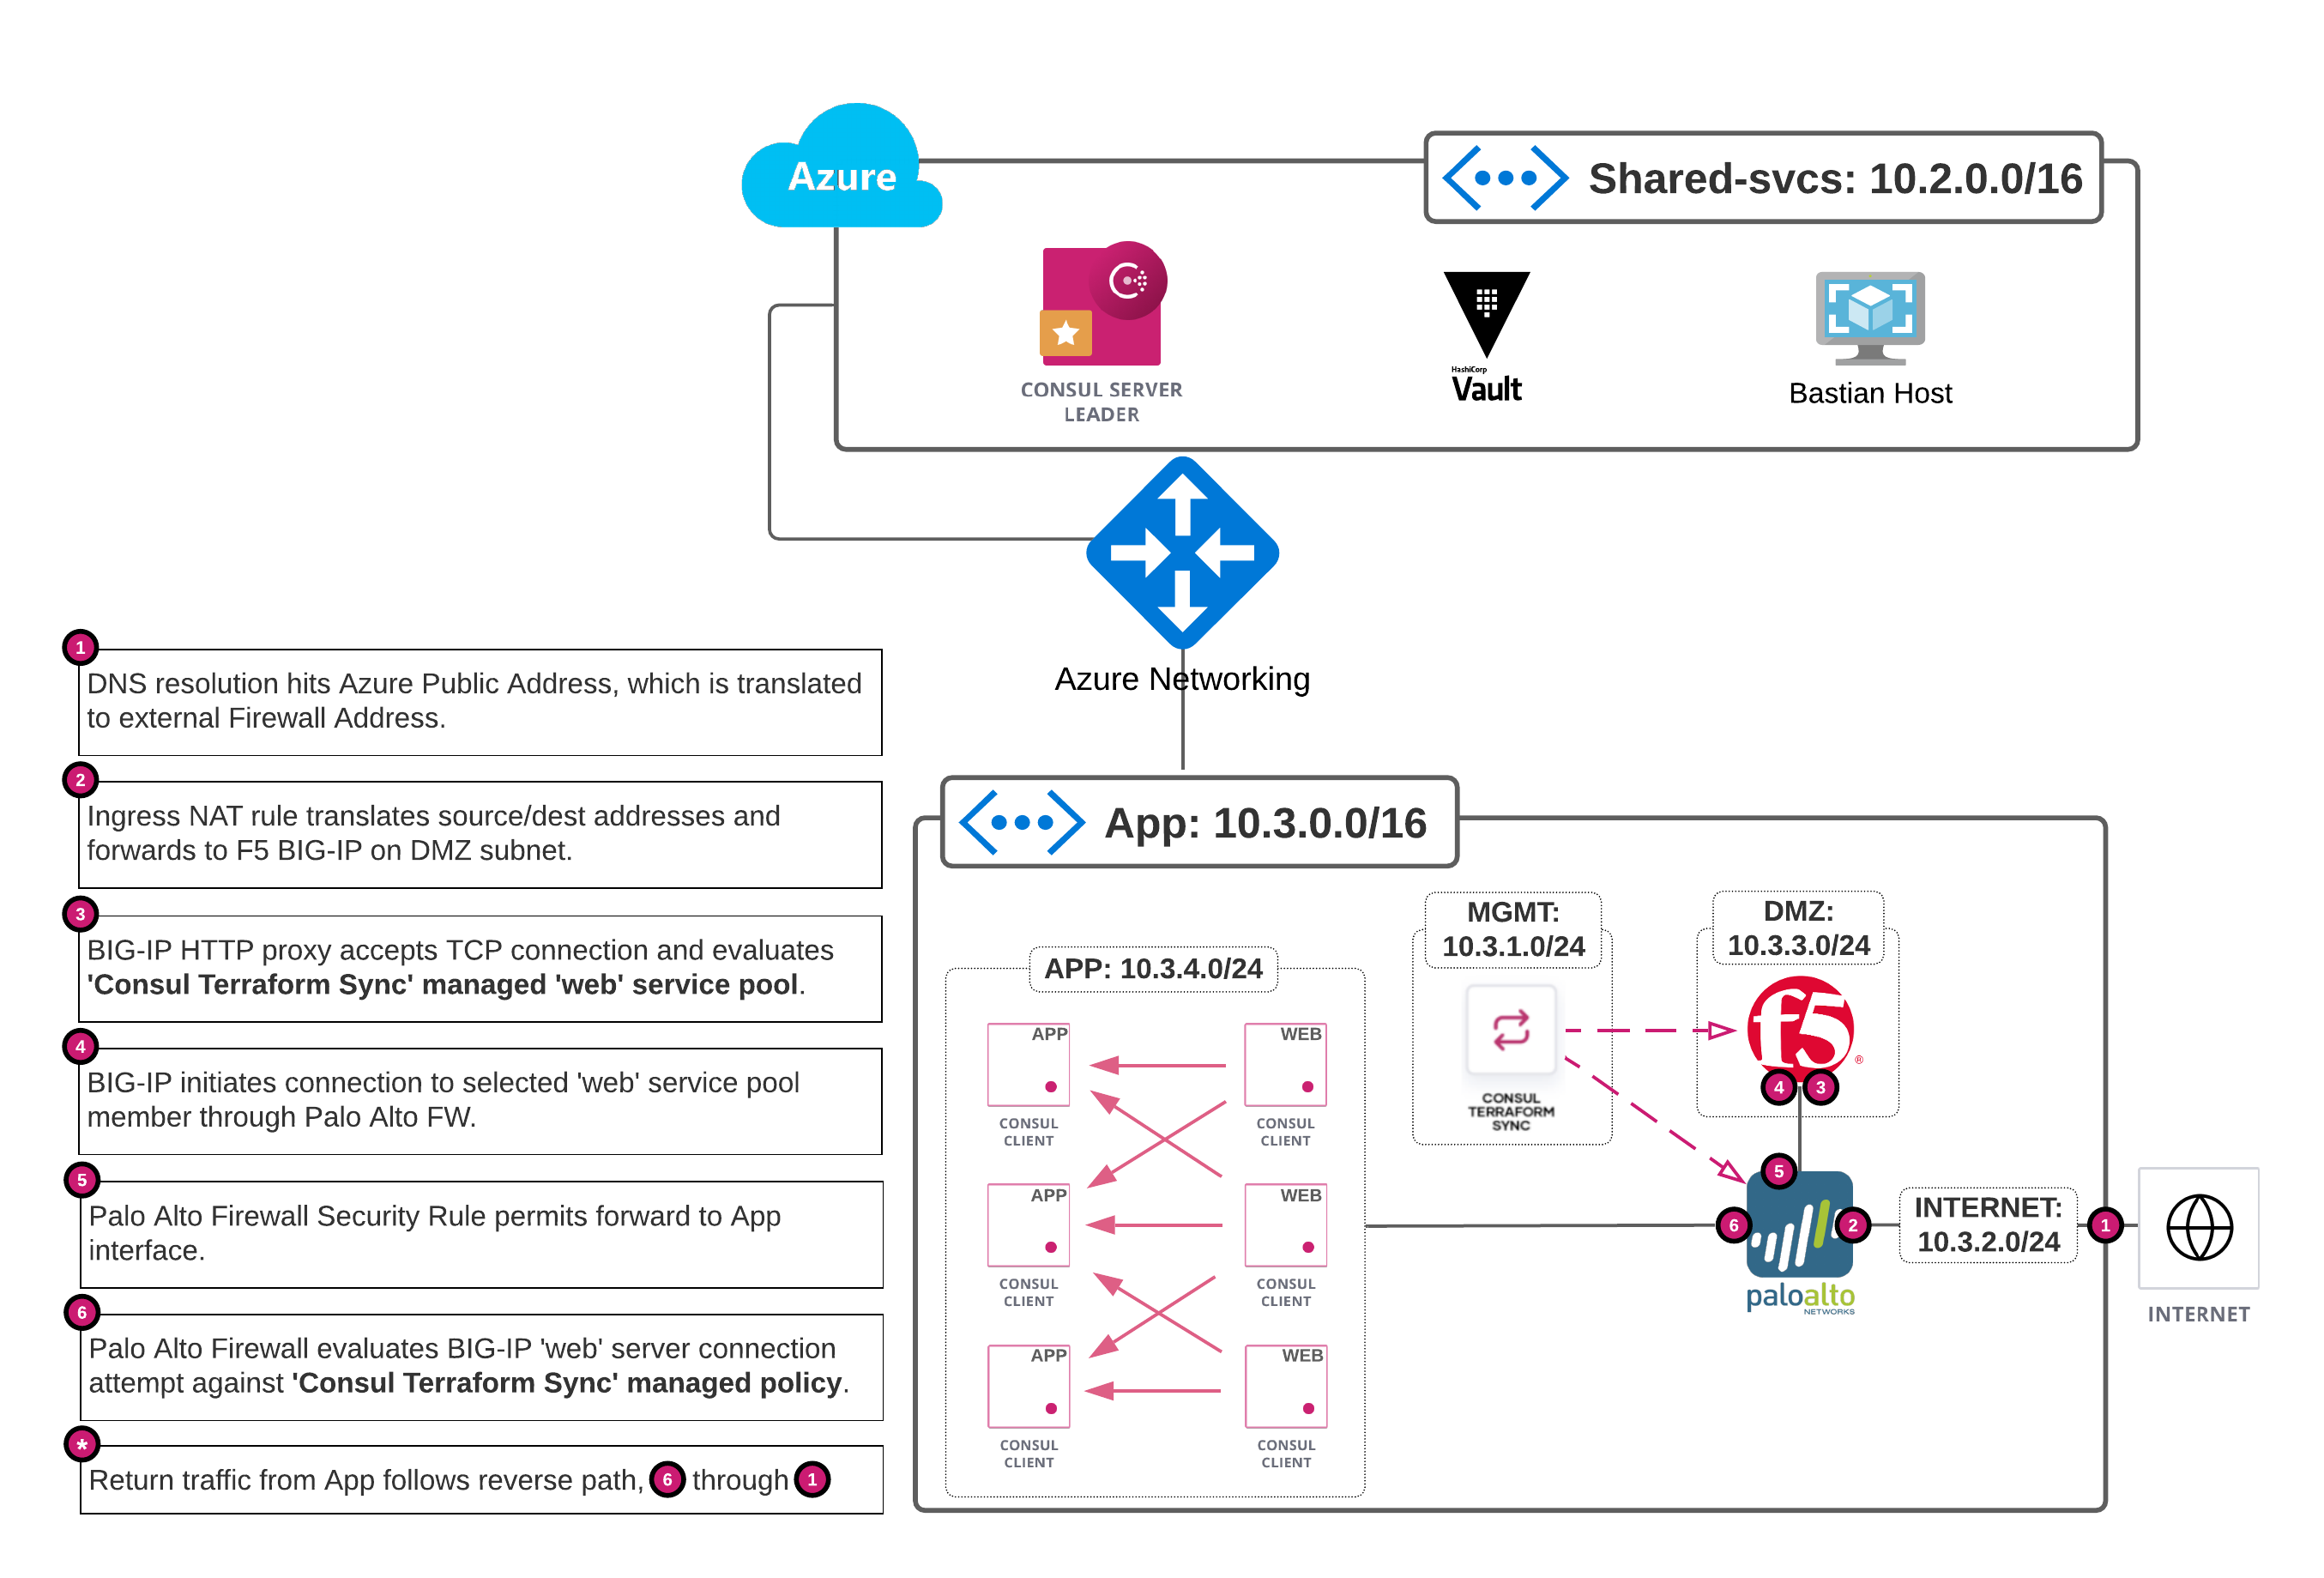 Azure
Shared-svcs: 10.2.0.0/16
CONSUL SERVER
LEADER
HashiCorp
Vault
Bastian Host
Azure Networking
1
DNS resolution hits Azure Public Address, which is translated
to external Firewall Address.
2
Ingress NAT rule translates source/dest addresses and
forwards to F5 BIG-IP on DMZ subnet.
3
BIG-IP HTTP proxy accepts TCP connection and evaluates
'Consul Terraform Sync' managed 'web' service pool.
4
BIG-IP initiates connection to selected 'web' service pool
member through Palo Alto FW.
5
Palo Alto Firewall Security Rule permits forward to App
interface.
6
Palo Alto Firewall evaluates BIG-IP 'web' server connection
attempt against 'Consul Terraform Sync' managed policy.
*
Return traffic from App follows reverse path, 6 through 1
App: 10.3.0.0/16
APP: 10.3.4.0/24
APP
CONSUL
CLIENT
WEB
CONSUL
CLIENT
APP
CONSUL
CLIENT
WEB
CONSUL
CLIENT
APP
CONSUL
CLIENT
WEB
CONSUL
CLIENT
MGMT:
10.3.1.0/24
CONSUL
TERRAFORM
SYNC
DMZ:
10.3.3.0/24
f5
®
4 3
5
6
2
paloalto
NETWORKS
INTERNET:
10.3.2.0/24
1
INTERNET